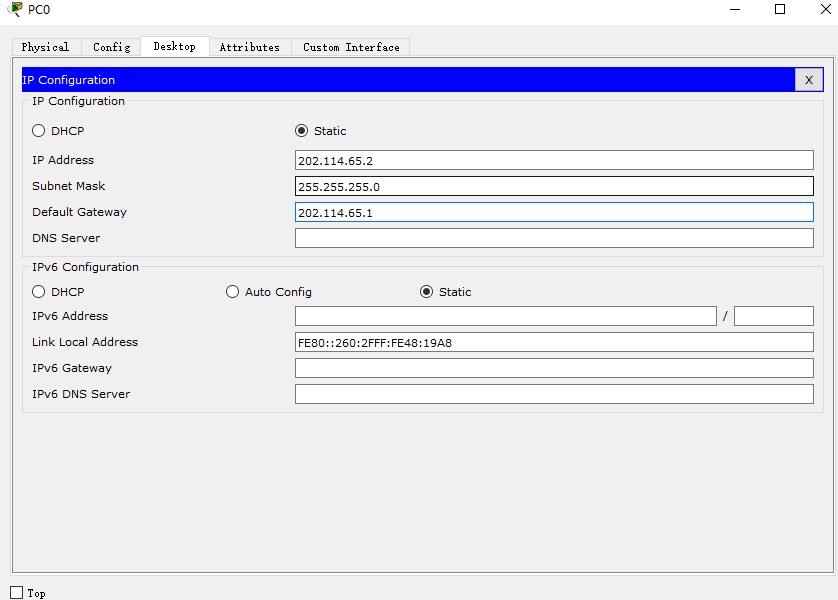 PC0
Physical Config Desktop Attributes Custom Interface
IP Configuration X
IP Configuration
DHCP Static
IP Address 202.114.65.2
Subnet Mask 255.255.255.0
Default Gateway 202.114.65.1
DNS Server
IPv6 Configuration
DHCP Auto Config Static
IPv6 Address /
Link Local Address FE80::260:2FFF:FE48:19A8
IPv6 Gateway
IPv6 DNS Server
Top